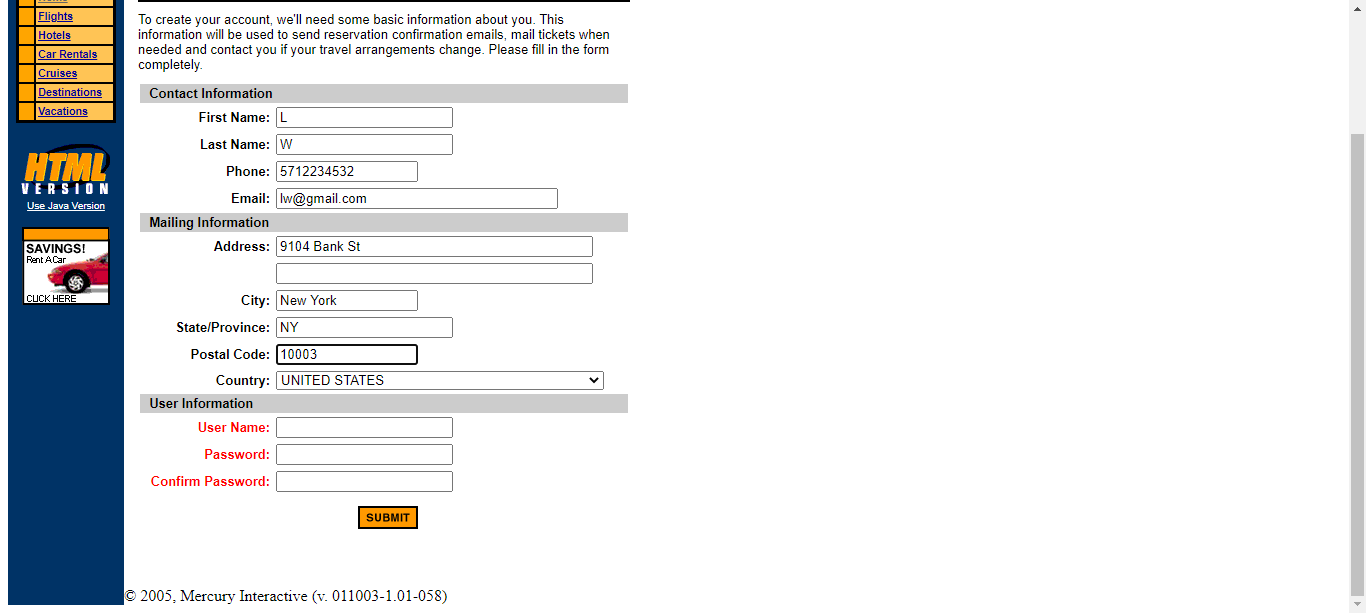 Flights
Hotels
Car Rentals
Cruises
Destinations
Vacations
HTML
VERSION
Use Java Version
SAVINGS!
Rent A Car
CLICK HERE
To create your account, we'll need some basic information about you. This
information will be used to send reservation confirmation emails, mail tickets when
needed and contact you if your travel arrangements change. Please fill in the form
completely.
Contact Information
First Name: L
Last Name: W
Phone: 5712234532
Email: lw@gmail.com
Mailing Information
Address: 9104 Bank St
City: New York
State/Province: NY
Postal Code: 10003
Country: UNITED STATES
User Information
User Name:
Password:
Confirm Password:
SUBMIT
© 2005, Mercury Interactive (v. 011003-1.01-058)